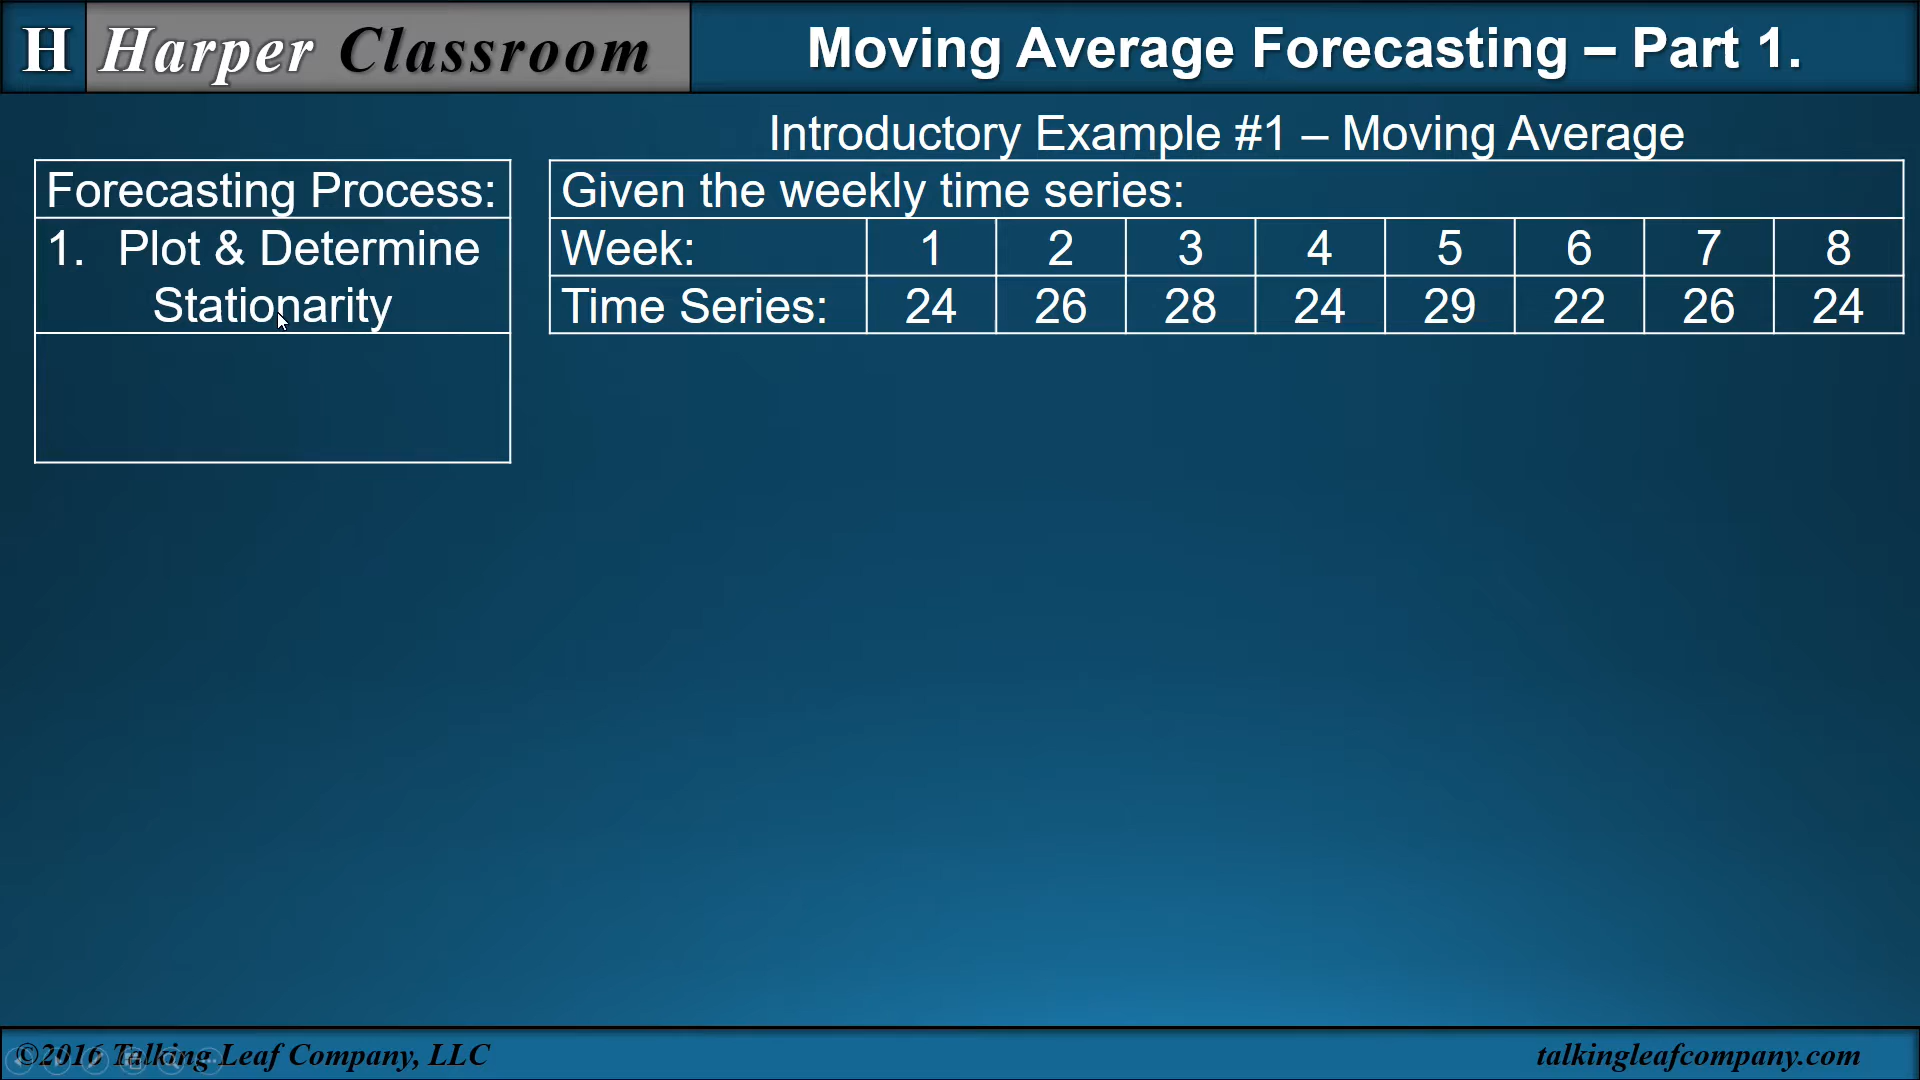 H Harper Classroom
Moving Average Forecasting – Part 1.
Introductory Example #1 – Moving Average
Forecasting Process:
1. Plot & Determine
Stationarity
Given the weekly time series:
Week: 1 2 3 4 5 6 7 8
Time Series: 24 26 28 24 29 22 26 24
©2016 Talking Leaf Company, LLC
talkingleafcompany.com